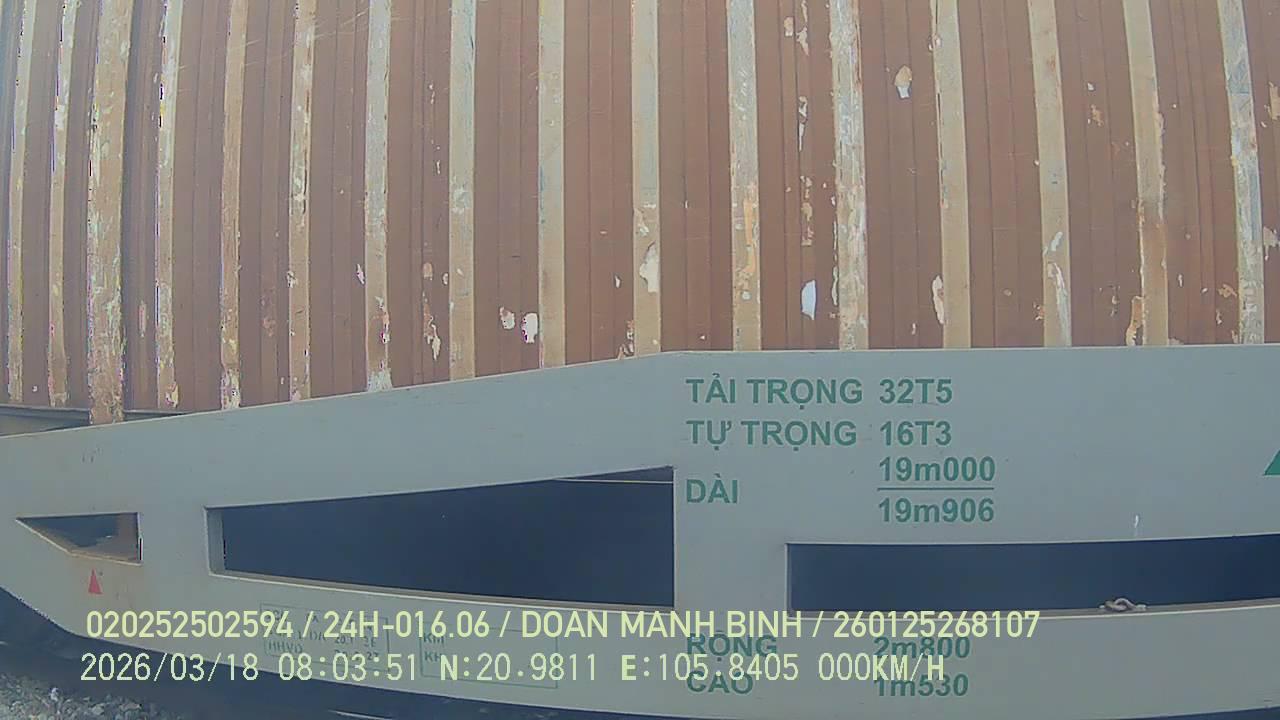 TẢI TRỌNG 32T5
TỰ TRỌNG 16T3
DÀI 19m000
19m906
020252502594 / 24H-016.06 / DOAN MANH BINH / 260125268107
RỘNG 2m800
2026/03/18 08:03:51 N:20.9811 E:105.8405 000KM/H
CAO 1m530